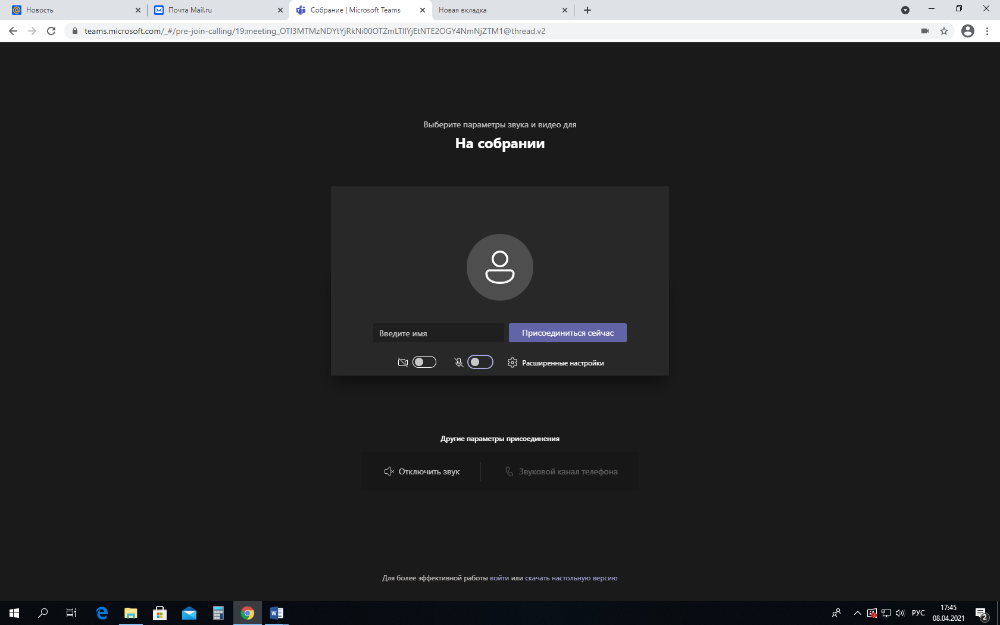 Новость
Почта Mail.ru
Собрание | Microsoft Teams
Новая вкладка
teams.microsoft.com/_#/pre-join-calling/19:meeting_OTI3MTMzNDYtYjRkNi00OTZmLTIlYjEtNTE2OGY4NmNjZTM1@thread.v2
Выберите параметры звука и видео для
На собрании
Введите имя
Присоединиться сейчас
Расширенные настройки
Другие параметры присоединения
Отключить звук
Звуковой канал телефона
Для более эффективной работы войти или скачать настольную версию
РУС
17:45
08.04.2021
2